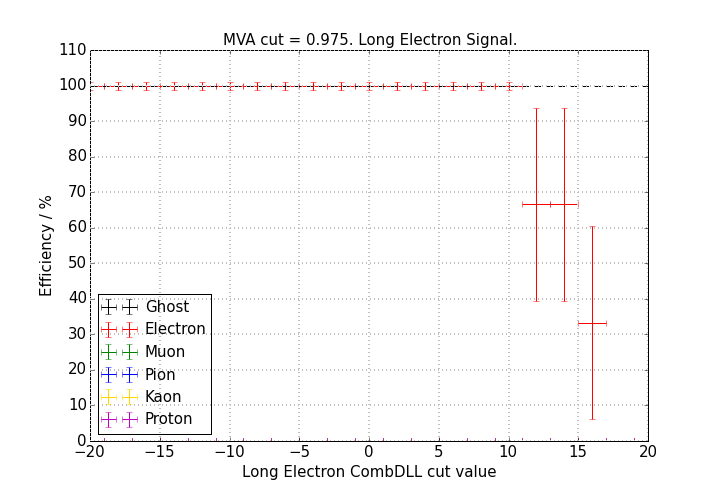 MVA cut = 0.975. Long Electron Signal.
110
100
90
80
70
60
50
40
30
20
10
0
Efficiency / %
Ghost
Electron
Muon
Pion
Kaon
Proton
−20 −15 −10 −5 0 5 10 15 20
Long Electron CombDLL cut value